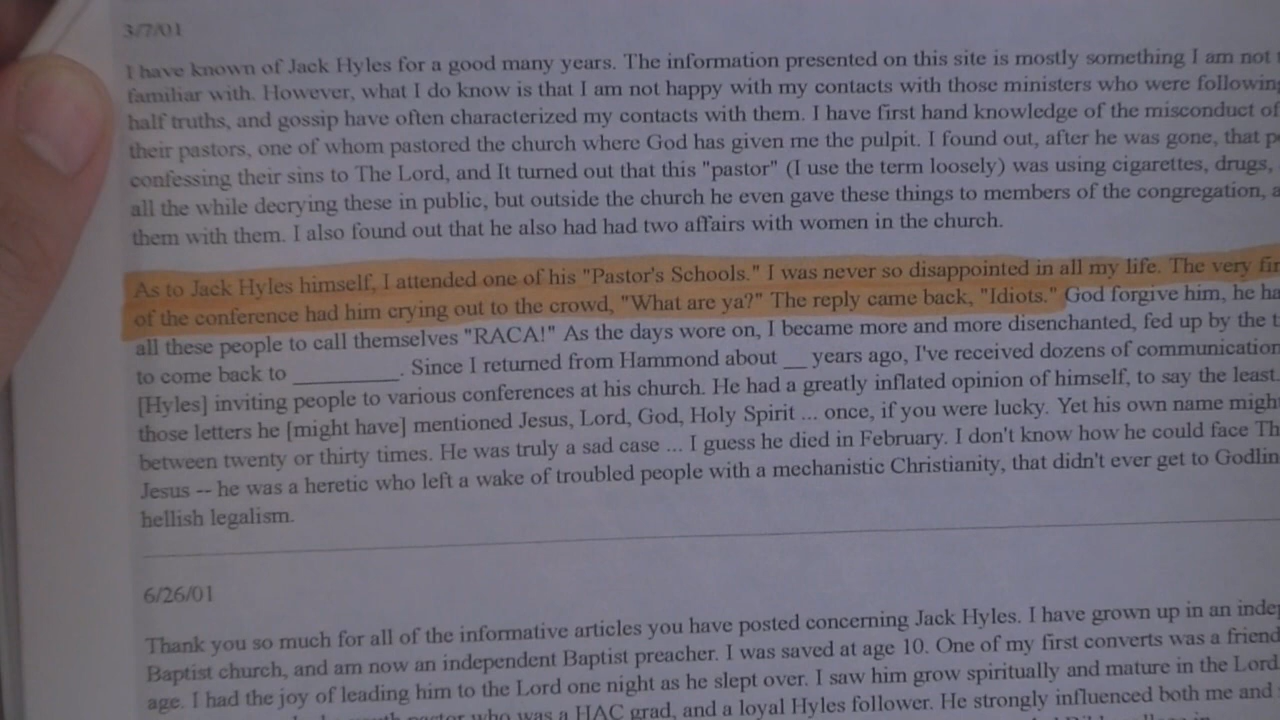 3/7/01
I have known of Jack Hyles for a good many years. The information presented on this site is mostly something I am not
familiar with. However, what I do know is that I am not happy with my contacts with those ministers who were following
half truths, and gossip have often characterized my contacts with them. I have first hand knowledge of the misconduct of
their pastors, one of whom pastored the church where God has given me the pulpit. I found out, after he was gone, that
confessing their sins to The Lord, and It turned out that this "pastor" (I use the term loosely) was using cigarettes, drugs,
all the while decrying these in public, but outside the church he even gave these things to members of the congregation,
them with them. I also found out that he also had had two affairs with women in the church.
As to Jack Hyles himself, I attended one of his "Pastor's Schools." I was never so disappointed in all my life. The very
of the conference had him crying out to the crowd, "What are ya?" The reply came back, "Idiots." God forgive him, he
all these people to call themselves "RACA!" As the days wore on, I became more and more disenchanted, fed up by the
to come back to _________. Since I returned from Hammond about __ years ago, I've received dozens of communication
[Hyles] inviting people to various conferences at his church. He had a greatly inflated opinion of himself, to say the least.
those letters he [might have] mentioned Jesus, Lord, God, Holy Spirit ... once, if you were lucky. Yet his own name might
between twenty or thirty times. He was truly a sad case ... I guess he died in February. I don't know how he could face
Jesus -- he was a heretic who left a wake of troubled people with a mechanistic Christianity, that didn't ever get to
hellish legalism.
6/26/01
Thank you so much for all of the informative articles you have posted concerning Jack Hyles. I have grown up in an
Baptist church, and am now an independent Baptist preacher. I was saved at age 10. One of my first converts was a friend
age. I had the joy of leading him to the Lord one night as he slept over. I saw him grow spiritually and mature in the Lord
pastor who was a HAC grad, and a loyal Hyles follower. He strongly influenced both me and